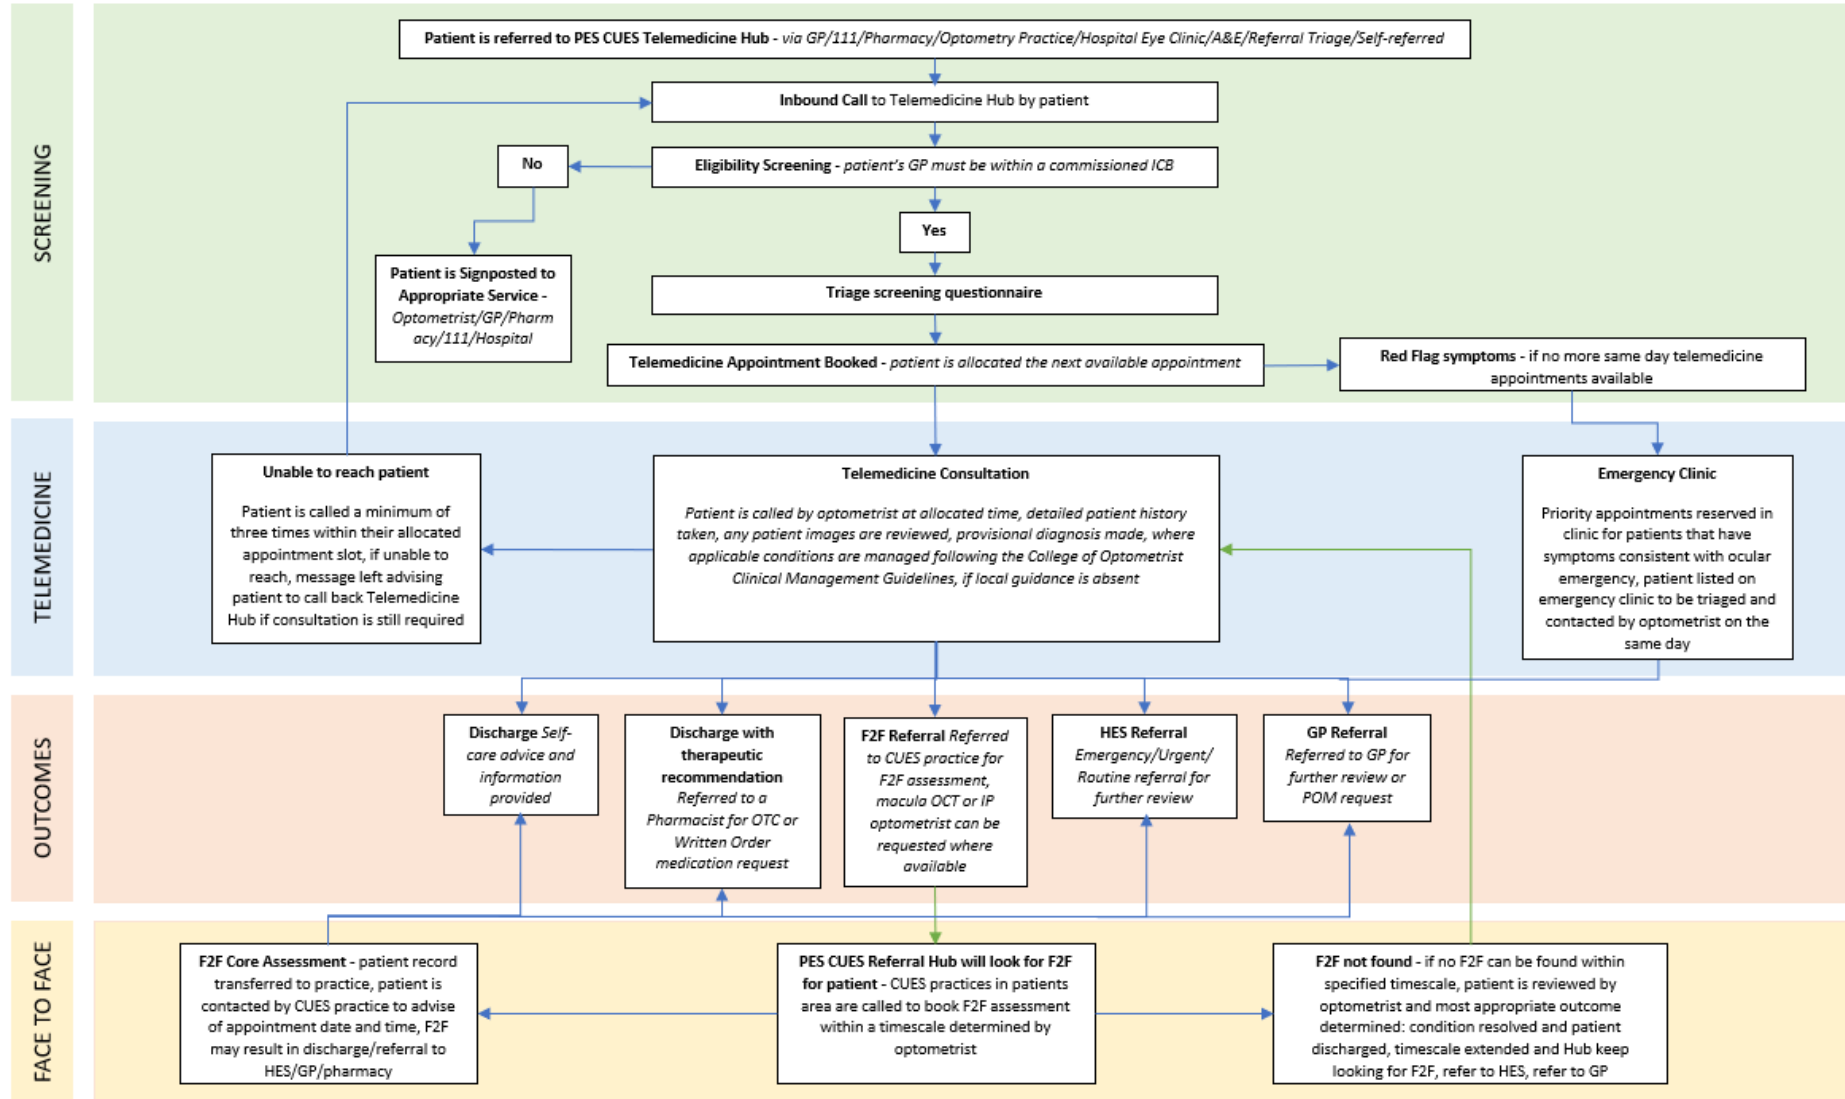 SCREENING
Patient is referred to PES CUES Telemedicine Hub - via GP/111/Pharmacy/Optometry Practice/Hospital Eye Clinic/A&E/Referral Triage/Self-referred
Inbound Call to Telemedicine Hub by patient
No
Eligibility Screening - patient's GP must be within a commissioned ICB
Yes
Patient is Signposted to
Appropriate Service -
Optometrist/GP/Pharm
acy/111/Hospital
Triage screening questionnaire
Telemedicine Appointment Booked - patient is allocated the next available appointment
Red Flag symptoms - if no more same day telemedicine
appointments available
TELEMEDICINE
Unable to reach patient
Patient is called a minimum of
three times within their allocated
appointment slot, if unable to
reach, message left advising
patient to call back Telemedicine
Hub if consultation is still required
Telemedicine Consultation
Patient is called by optometrist at allocated time, detailed patient history
taken, any patient images are reviewed, provisional diagnosis made, where
applicable conditions are managed following the College of Optometrist
Clinical Management Guidelines, if local guidance is absent
Emergency Clinic
Priority appointments reserved in
clinic for patients that have
symptoms consistent with ocular
emergency, patient listed on
emergency clinic to be triaged and
contacted by optometrist on the
same day
OUTCOMES
Discharge Self-
care advice and
information
provided
Discharge with
therapeutic
recommendation
Referred to a
Pharmacist for OTC or
Written Order
medication request
F2F Referral Referred
to CUES practice for
F2F assessment,
macula OCT or IP
optometrist can be
requested where
available
HES Referral
Emergency/Urgent/
Routine referral for
further review
GP Referral
Referred to GP for
further review or
POM request
FACE TO FACE
F2F Core Assessment - patient record
transferred to practice, patient is
contacted by CUES practice to advise
of appointment date and time, F2F
may result in discharge/referral to
HES/GP/pharmacy
PES CUES Referral Hub will look for F2F
for patient - CUES practices in patients
area are called to book F2F assessment
within a timescale determined by
optometrist
F2F not found - if no F2F can be found within
specified timescale, patient is reviewed by
optometrist and most appropriate outcome
determined: condition resolved and patient
discharged, timescale extended and Hub keep
looking for F2F, refer to HES, refer to GP